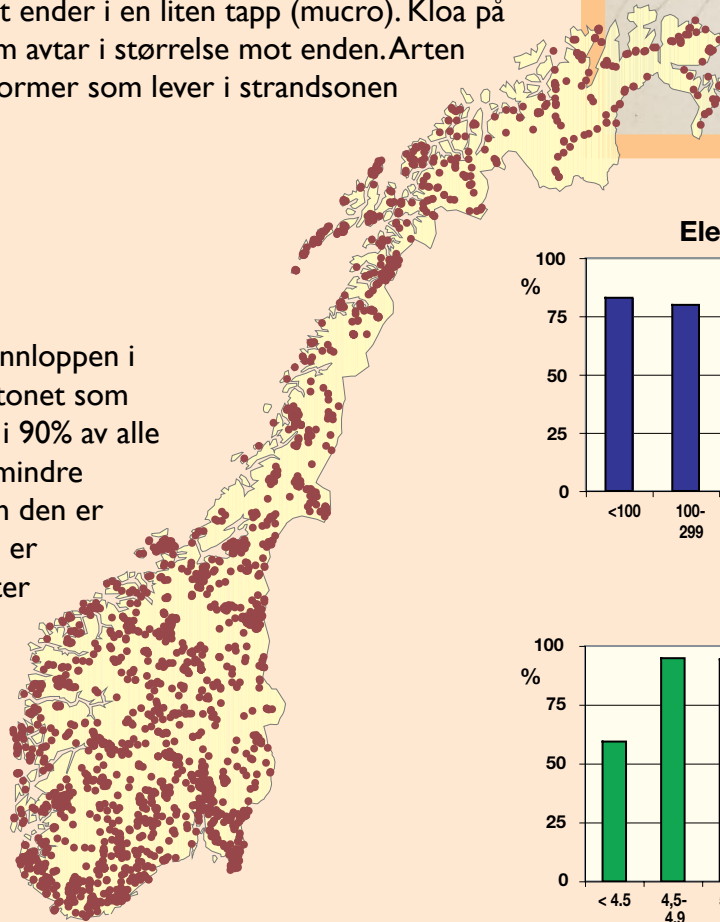 t ender i en liten tapp (mucro). Kloa på
m avtar i størrelse mot enden. Arten
ormer som lever i strandsonen
nnloppen i
tonet som
i 90% av alle
mindre
n den er
er
ter
Ele
100
%
75
50
25
0
<100
100-
299
100
%
75
50
25
0
< 4.5
4,5-
4.9